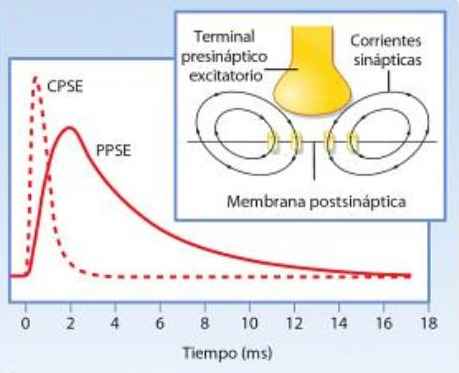 Terminal
presináptico
excitatorio
Corrientes
sinápticas
Membrana postsináptica
CPSE
PPSE
0 2 4 6 8 10 12 14 16 18
Tiempo (ms)